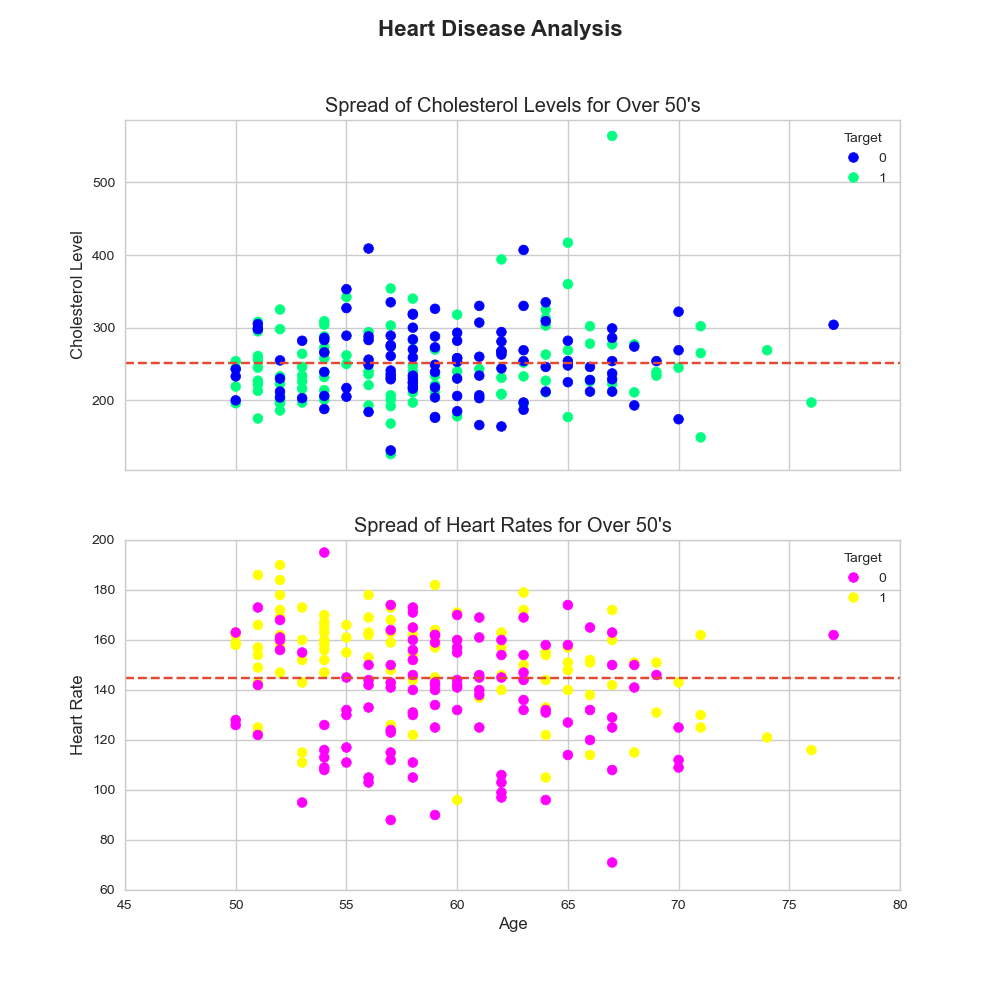 Heart Disease Analysis
Spread of Cholesterol Levels for Over 50's
Target
0
1
500
400
300
200
Cholesterol Level
Spread of Heart Rates for Over 50's
Target
0
1
200
180
160
140
120
100
80
60
Heart Rate
45 50 55 60 65 70 75 80
Age